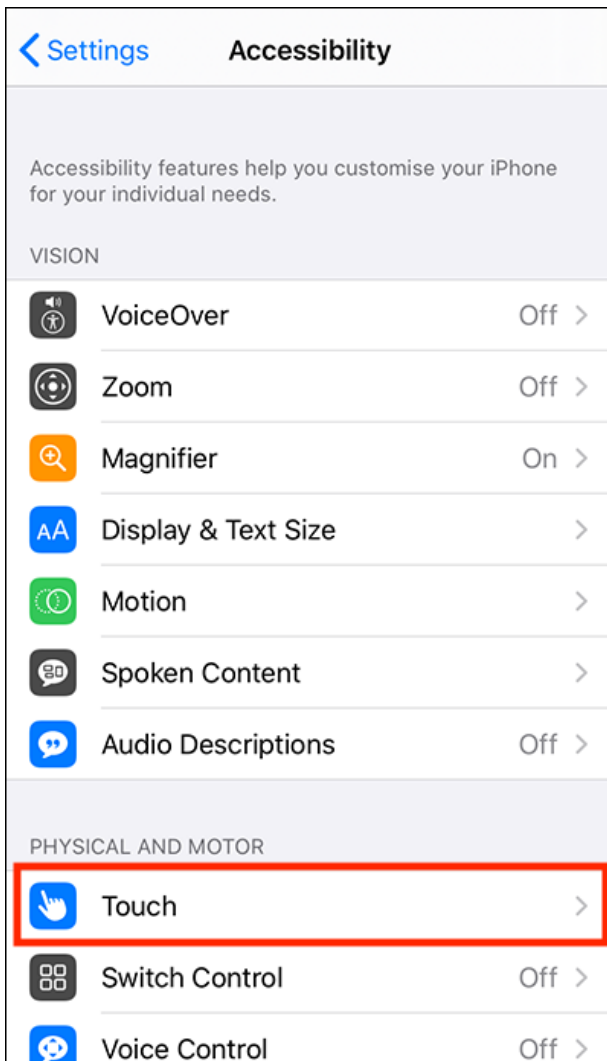 Settings
Accessibility
Accessibility features help you customise your iPhone
for your individual needs.
VISION
VoiceOver Off
Zoom Off
Magnifier On
AA Display & Text Size
Motion
Spoken Content
Audio Descriptions Off
PHYSICAL AND MOTOR
Touch
Switch Control Off
Voice Control Off